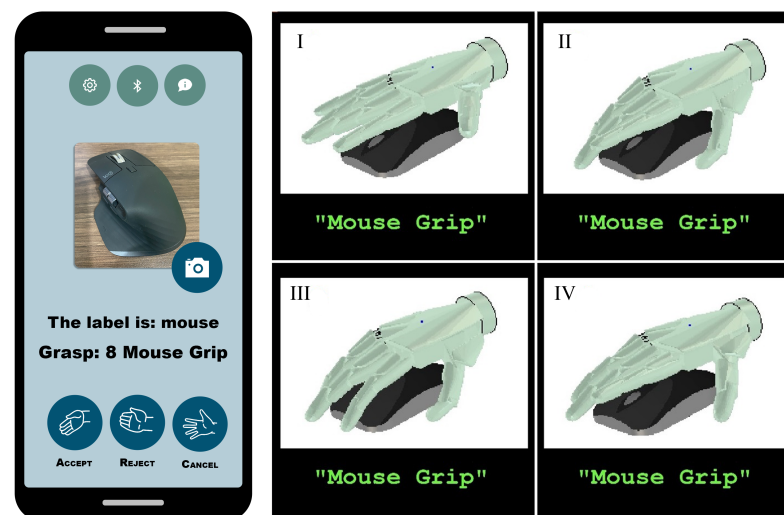 The label is: mouse
Grasp: 8 Mouse Grip
ACCEPT REJECT CANCEL
I
"Mouse Grip"
II
"Mouse Grip"
III
"Mouse Grip"
IV
"Mouse Grip"